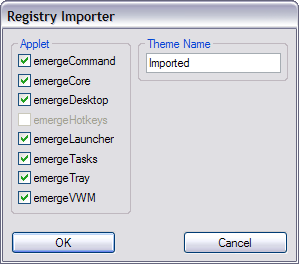 Registry Importer
Applet
emergeCommand
emergeCore
emergeDesktop
emergeHotkeys
emergeLauncher
emergeTasks
emergeTray
emergeVWM
Theme Name
Imported
OK
Cancel